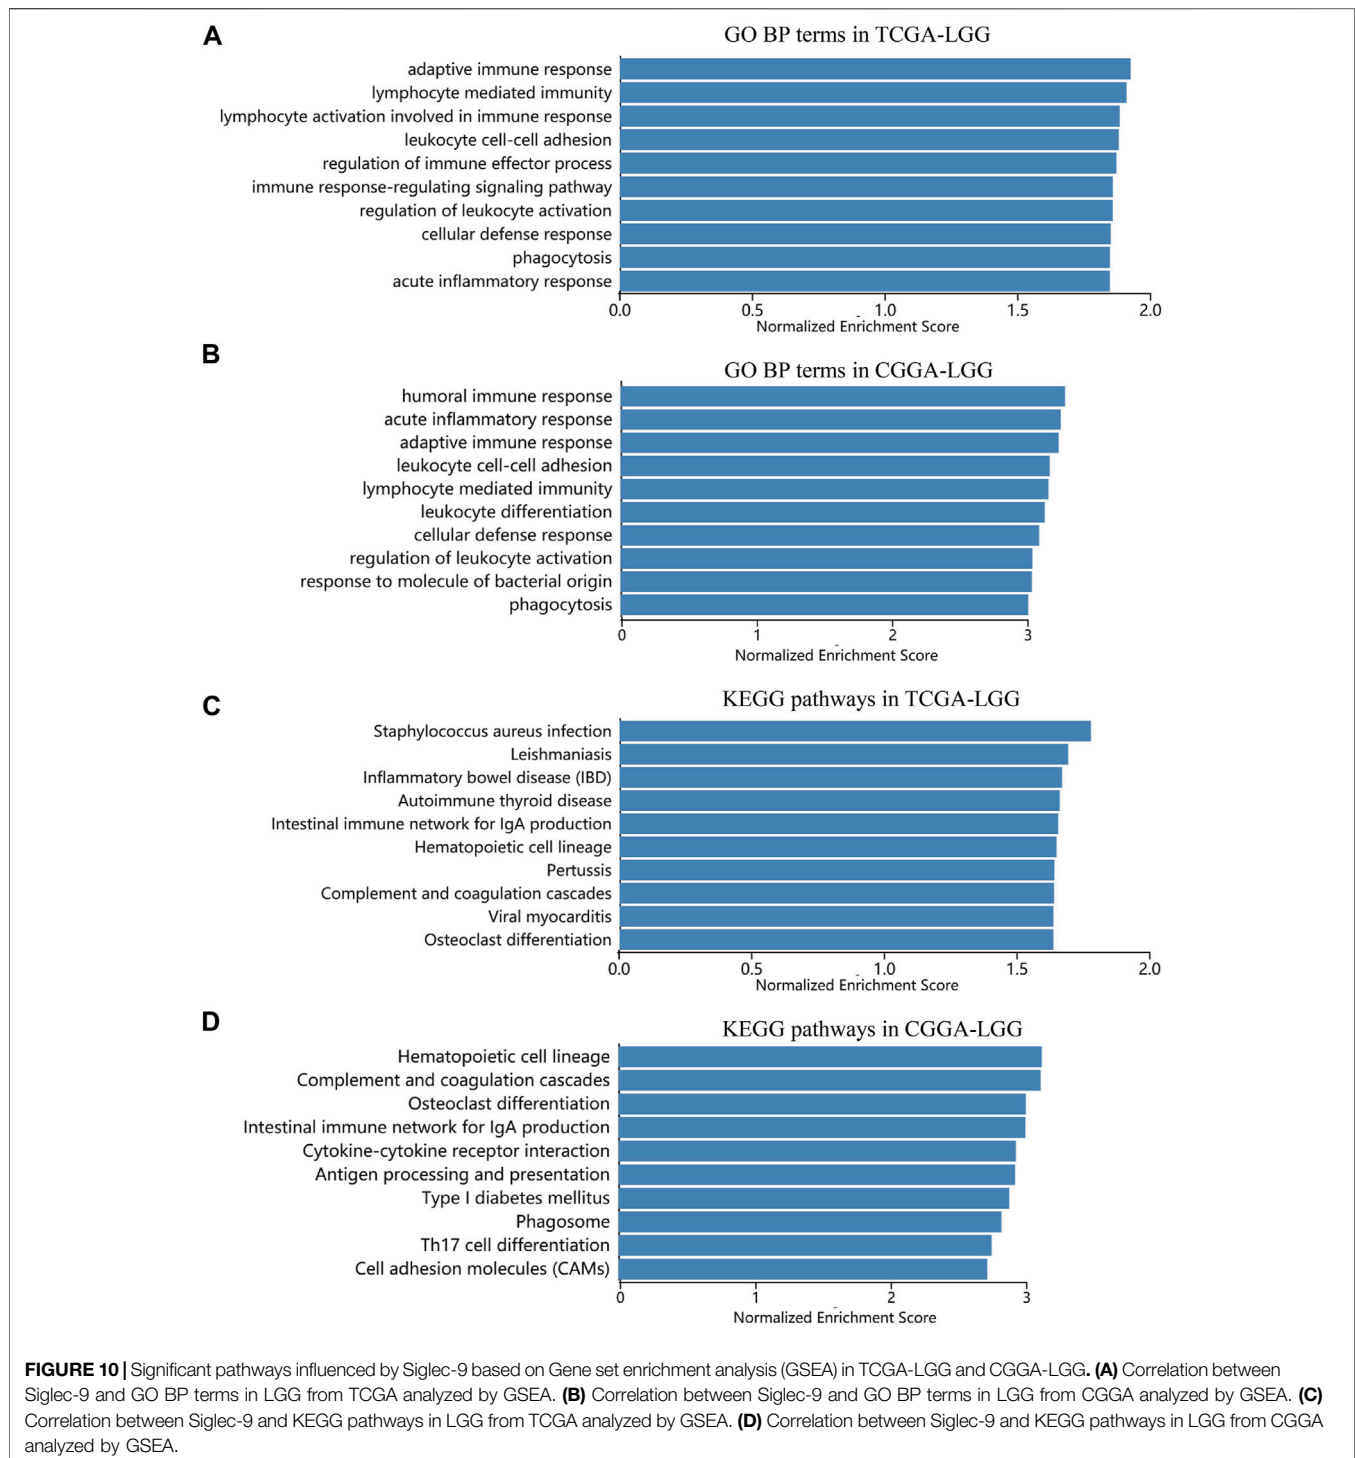 A
GO BP terms in TCGA-LGG
adaptive immune response
lymphocyte mediated immunity
lymphocyte activation involved in immune response
leukocyte cell-cell adhesion
regulation of immune effector process
immune response-regulating signaling pathway
regulation of leukocyte activation
cellular defense response
phagocytosis
acute inflammatory response
0.0 0.5 1.0 1.5 2.0
Normalized Enrichment Score
B
GO BP terms in CGGA-LGG
humoral immune response
acute inflammatory response
adaptive immune response
leukocyte cell-cell adhesion
lymphocyte mediated immunity
leukocyte differentiation
cellular defense response
regulation of leukocyte activation
response to molecule of bacterial origin
phagocytosis
0 1 2 3
Normalized Enrichment Score
C
KEGG pathways in TCGA-LGG
Staphylococcus aureus infection
Leishmaniasis
Inflammatory bowel disease (IBD)
Autoimmune thyroid disease
Intestinal immune network for IgA production
Hematopoietic cell lineage
Pertussis
Complement and coagulation cascades
Viral myocarditis
Osteoclast differentiation
0.0 0.5 1.0 1.5 2.0
Normalized Enrichment Score
D
KEGG pathways in CGGA-LGG
Hematopoietic cell lineage
Complement and coagulation cascades
Osteoclast differentiation
Intestinal immune network for IgA production
Cytokine-cytokine receptor interaction
Antigen processing and presentation
Type I diabetes mellitus
Phagosome
Th17 cell differentiation
Cell adhesion molecules (CAMs)
0 1 2 3
Normalized Enrichment Score
FIGURE 10 | Significant pathways influenced by Siglec-9 based on Gene set enrichment analysis (GSEA) in TCGA-LGG and CGGA-LGG. (A) Correlation between
Siglec-9 and GO BP terms in LGG from TCGA analyzed by GSEA. (B) Correlation between Siglec-9 and GO BP terms in LGG from CGGA analyzed by GSEA. (C)
Correlation between Siglec-9 and KEGG pathways in LGG from TCGA analyzed by GSEA. (D) Correlation between Siglec-9 and KEGG pathways in LGG from CGGA
analyzed by GSEA.